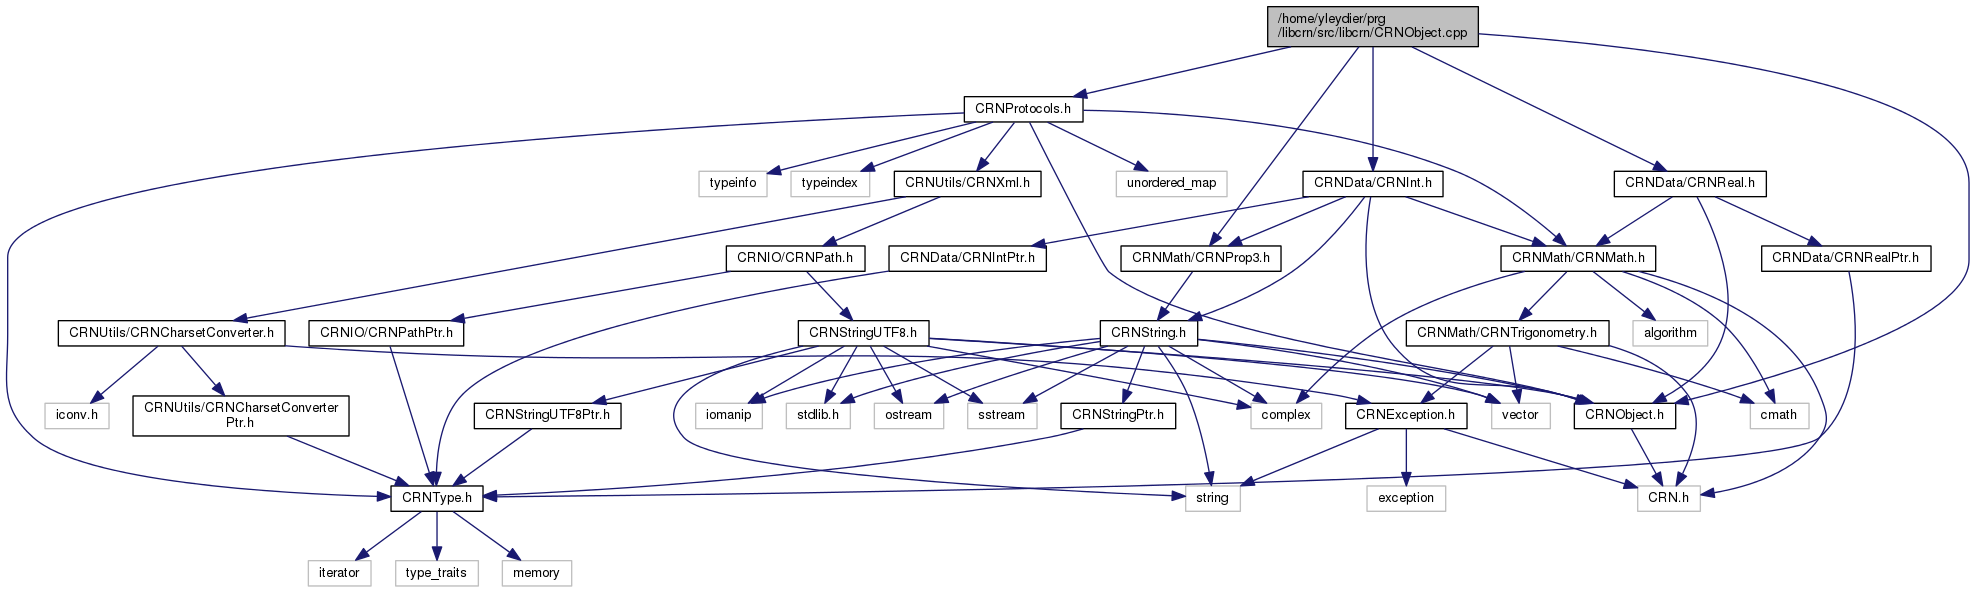 /home/yleydier/prg
/libcrn/src/libcrn/CRNObject.cpp
CRNProtocols.h
typeinfo
typeindex
CRNUtils/CRNXml.h
unordered_map
CRNData/CRNInt.h
CRNData/CRNReal.h
CRNIO/CRNPath.h
CRNData/CRNIntPtr.h
CRNMath/CRNProp3.h
CRNMath/CRNMath.h
CRNData/CRNRealPtr.h
CRNUtils/CRNCharsetConverter.h
CRNIO/CRNPathPtr.h
CRNStringUTF8.h
CRNString.h
CRNMath/CRNTrigonometry.h
algorithm
iconv.h
CRNUtils/CRNCharsetConverter
Ptr.h
CRNStringUTF8Ptr.h
iomanip
stdlib.h
ostream
sstream
CRNStringPtr.h
complex
CRNException.h
vector
CRNObject.h
cmath
CRNType.h
string
exception
CRN.h
iterator
type_traits
memory